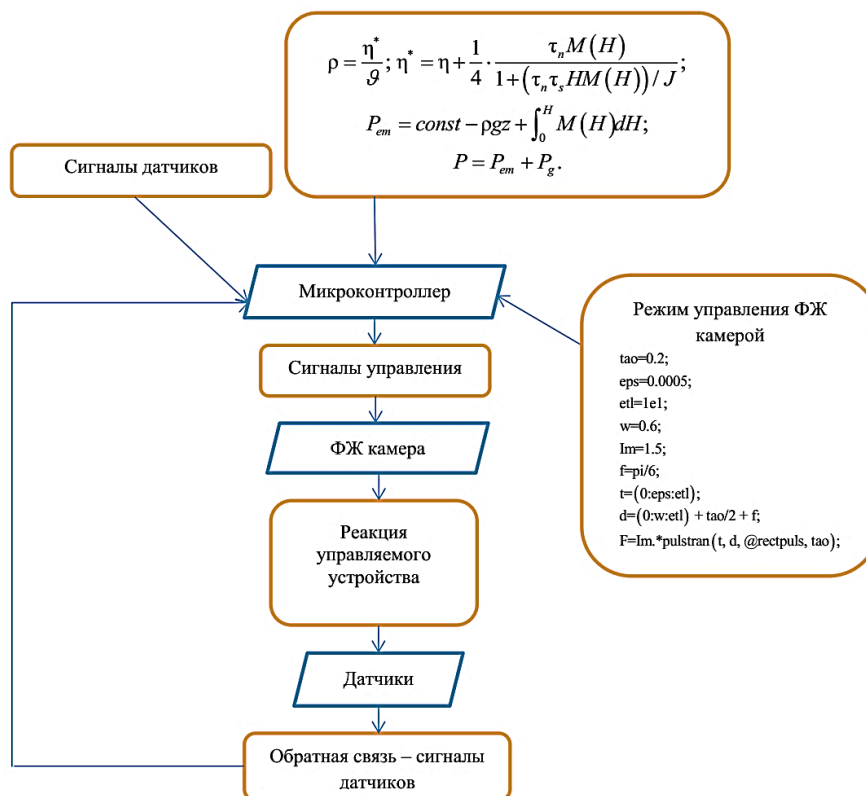 ρ = η*/ϑ; η* = η + 1/4 · τₙM(H) / (1 + (τₙτₛHM(H))/J);
Pₑₘ = const − ρgz + ∫₀ᴴ M(H)dH;
P = Pₑₘ + P_g.
Сигналы датчиков
Микроконтроллер
Режим управления ФЖ
камерой
tao=0.2;
eps=0.0005;
etl=1e1;
w=0.6;
Im=1.5;
f=pi/6;
t=(0:eps:etl);
d=(0:w:etl) + tao/2 + f;
F=Im.*pulstran(t, d, @rectpuls, tao);
Сигналы управления
ФЖ камера
Реакция
управляемого
устройства
Датчики
Обратная связь – сигналы
датчиков